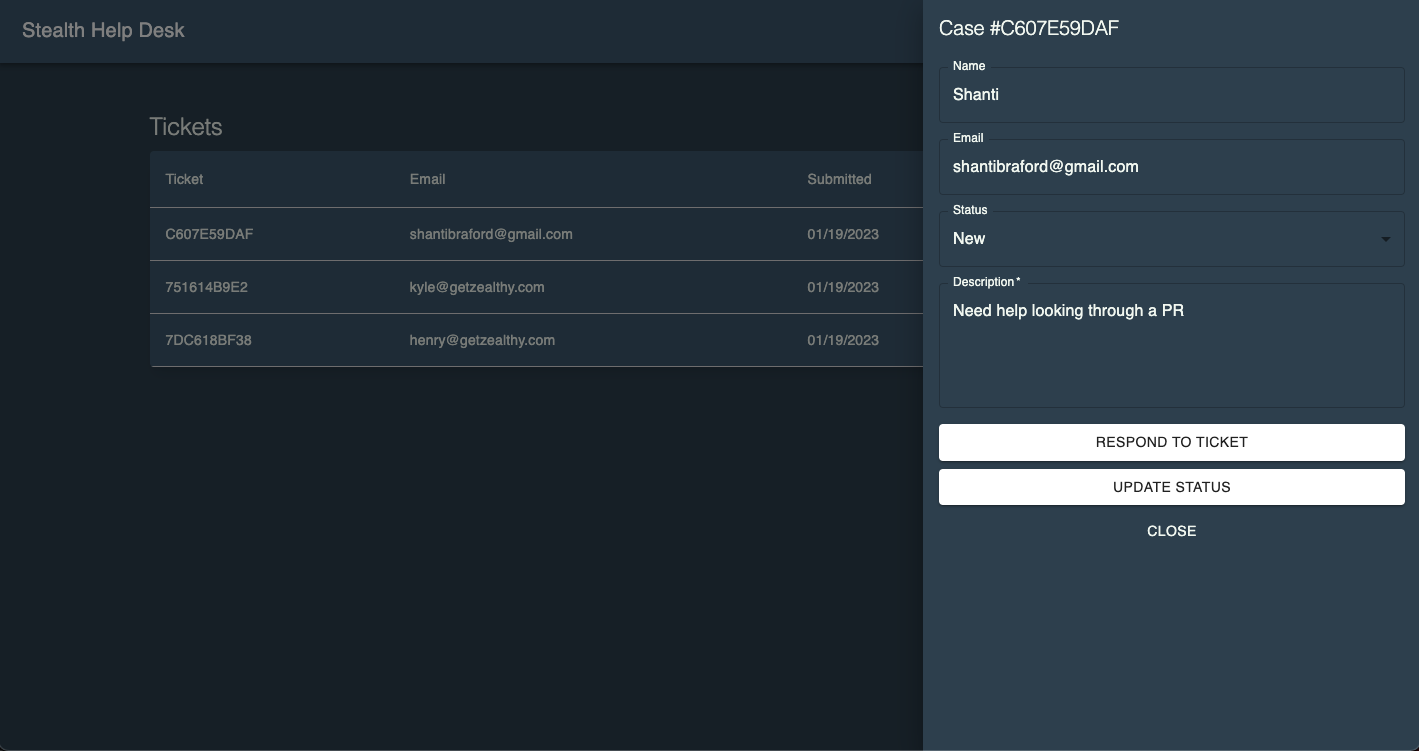 Stealth Help Desk
Tickets
Ticket Email Submitted
C607E59DAF shantibraford@gmail.com 01/19/2023
751614B9E2 kyle@getzealthy.com 01/19/2023
7DC618BF38 henry@getzealthy.com 01/19/2023
Case #C607E59DAF
Name
Shanti
Email
shantibraford@gmail.com
Status
New
Description *
Need help looking through a PR
RESPOND TO TICKET
UPDATE STATUS
CLOSE